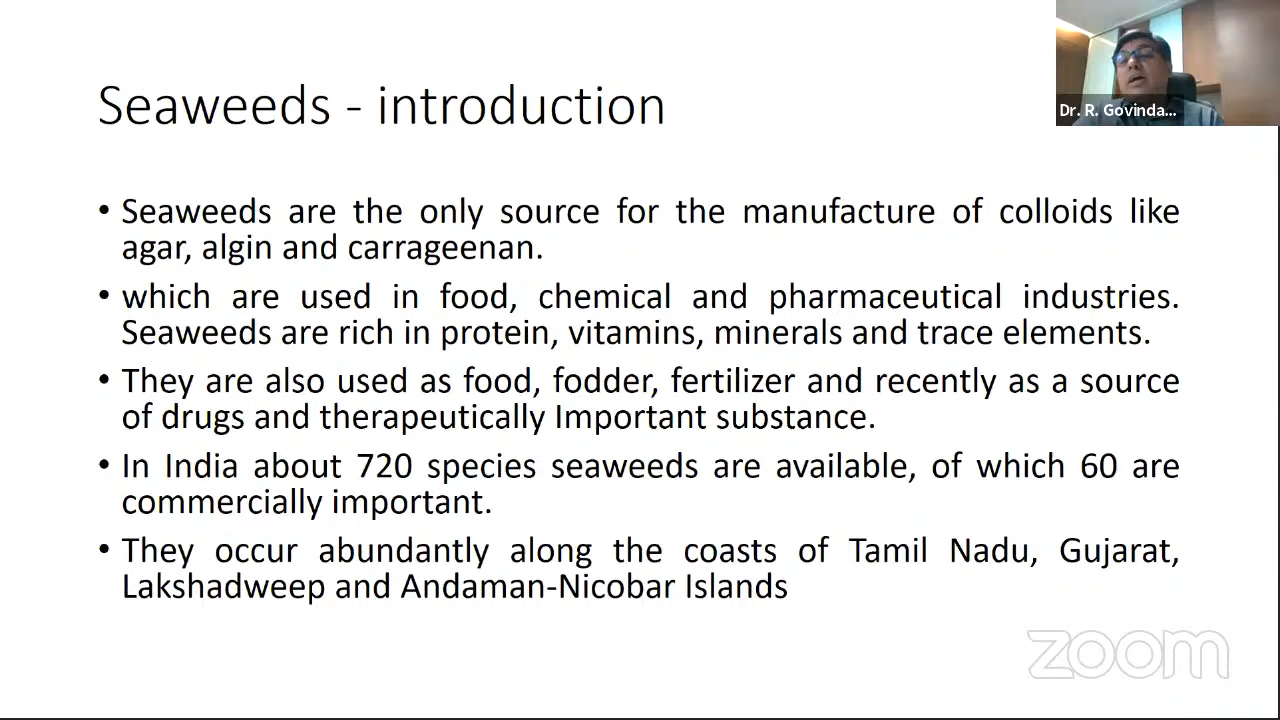 Dr. R. Govinda...
Seaweeds - introduction
• Seaweeds are the only source for the manufacture of colloids like
agar, algin and carrageenan.
• which are used in food, chemical and pharmaceutical industries.
Seaweeds are rich in protein, vitamins, minerals and trace elements.
• They are also used as food, fodder, fertilizer and recently as a source
of drugs and therapeutically Important substance.
• In India about 720 species seaweeds are available, of which 60 are
commercially important.
• They occur abundantly along the coasts of Tamil Nadu, Gujarat,
Lakshadweep and Andaman-Nicobar Islands
zoom